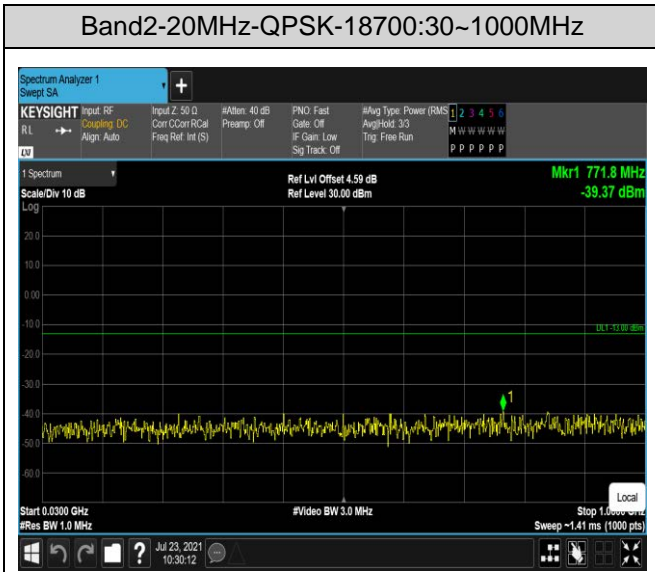 Band2-20MHz-QPSK-18700:30~1000MHz
Spectrum Analyzer 1
Swept SA
+
KEYSIGHT
RL
LXI
Input: RF
Coupling: DC
Align: Auto
Input Z: 50 Ω
Corr CCorr RCal
Freq Ref: Int (S)
#Atten: 40 dB
Preamp: Off
PNO: Fast
Gate: Off
IF Gain: Low
Sig Track: Off
#Avg Type: Power (RMS
Avg|Hold: 3/3
Trig: Free Run
1 2 3 4 5 6
M W W W W W
P P P P P P
1 Spectrum
Scale/Div 10 dB
Log
Ref Lvl Offset 4.59 dB
Ref Level 30.00 dBm
Mkr1 771.8 MHz
-39.37 dBm
20.0
10.0
0.00
-10.0
DL1 -13.00 dBm
-20.0
-30.0
1
-40.0
-50.0
-60.0
Local
Start 0.0300 GHz
#Res BW 1.0 MHz
#Video BW 3.0 MHz
Stop 1.0000 GHz
Sweep ~1.41 ms (1000 pts)
?
Jul 23, 2021
10:30:12